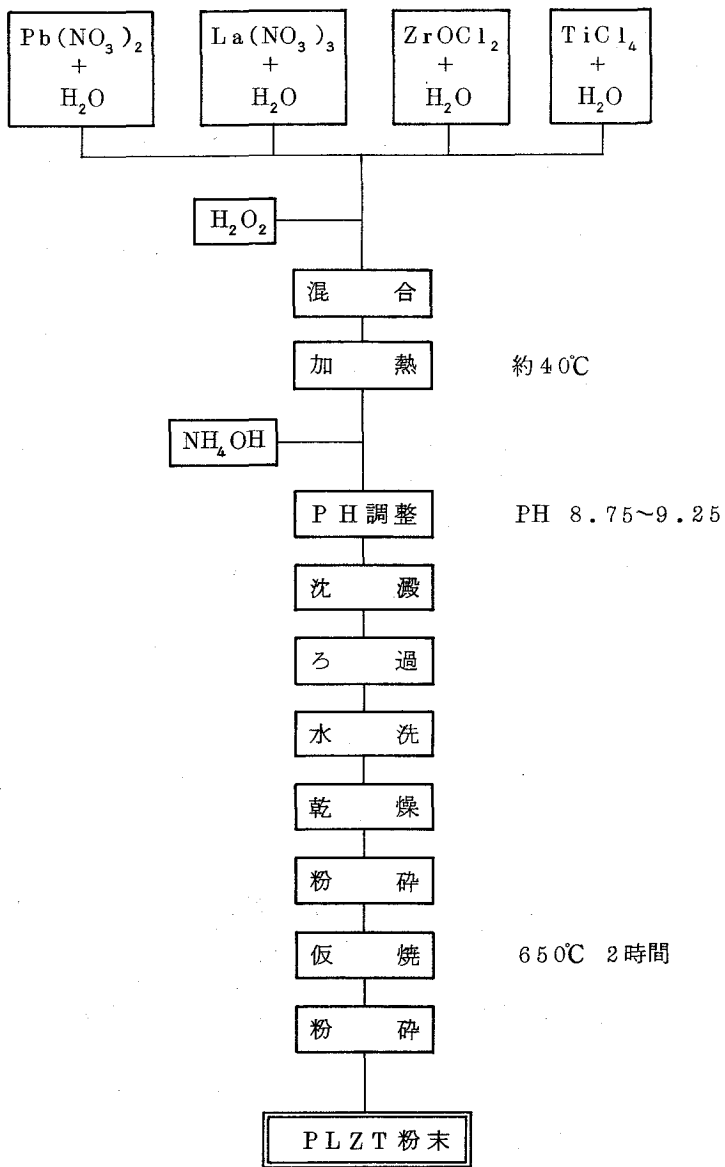 Pb(NO₃)₂ La(NO₃)₃ ZrOCl₂ TiCl₄
+ + + +
H₂O H₂O H₂O H₂O
H₂O₂
混合
加熱 約40℃
NH₄OH
PH調整 PH 8.75~9.25
沈澱
ろ過
水洗
乾燥
粉砕
仮焼 650℃ 2時間
粉砕
PLZT粉末